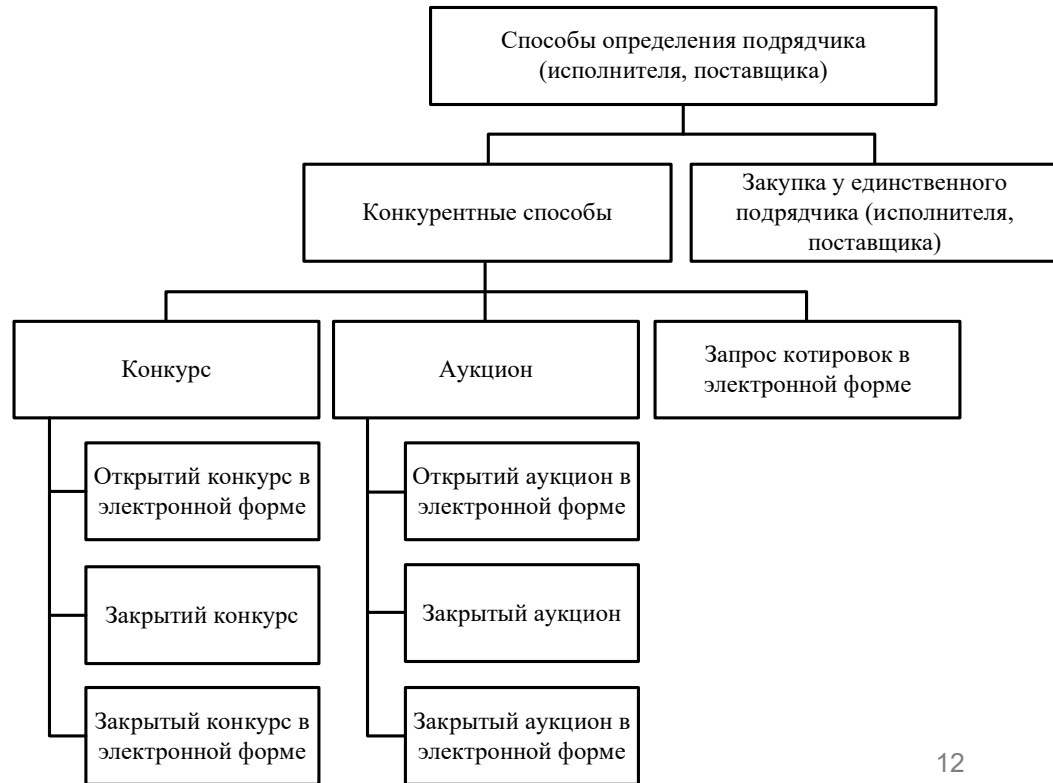 Способы определения подрядчика
(исполнителя, поставщика)
Конкурентные способы
Закупка у единственного
подрядчика (исполнителя,
поставщика)
Конкурс
Аукцион
Запрос котировок в
электронной форме
Открытий конкурс в
электронной форме
Закрытий конкурс
Закрытый конкурс в
электронной форме
Открытий аукцион в
электронной форме
Закрытый аукцион
Закрытый аукцион в
электронной форме
12